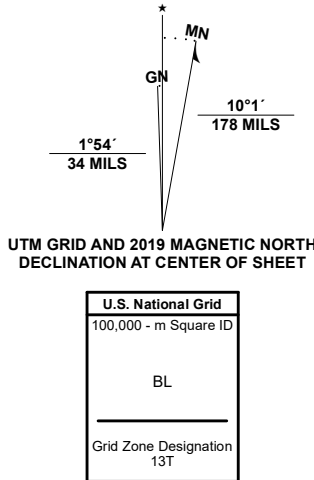 ★
MN
GN
10°1´
178 MILS
1°54´
34 MILS
UTM GRID AND 2019 MAGNETIC NORTH
DECLINATION AT CENTER OF SHEET
U.S. National Grid
100,000 - m Square ID
BL
Grid Zone Designation
13T